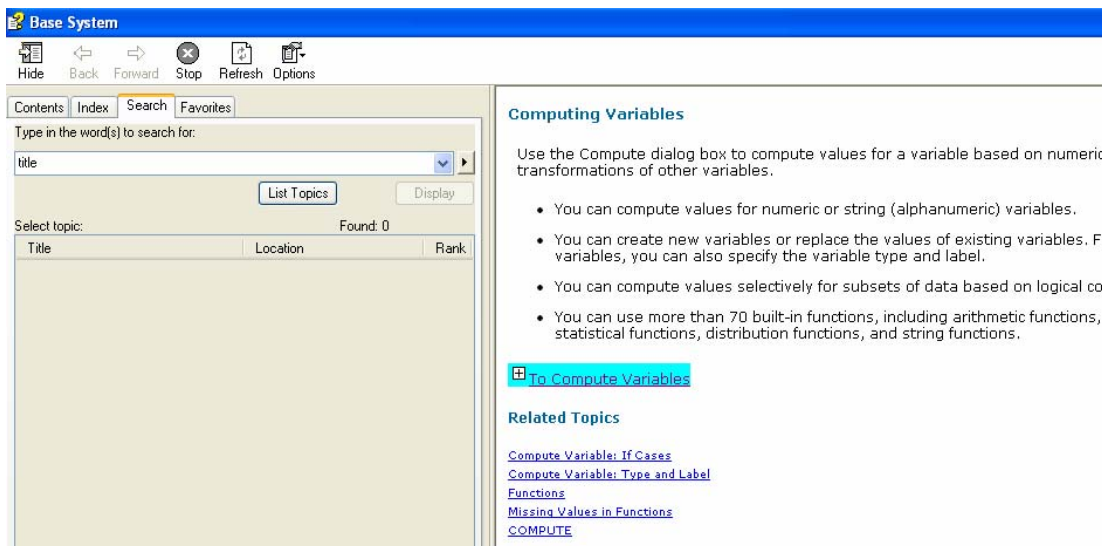 Base System
Hide Back Forward Stop Refresh Options
Contents Index Search Favorites
Type in the word(s) to search for:
title
List Topics Display
Select topic: Found: 0
Title Location Rank
Computing Variables
Use the Compute dialog box to compute values for a variable based on numeric
transformations of other variables.
• You can compute values for numeric or string (alphanumeric) variables.
• You can create new variables or replace the values of existing variables. F
variables, you can also specify the variable type and label.
• You can compute values selectively for subsets of data based on logical co
• You can use more than 70 built-in functions, including arithmetic functions,
statistical functions, distribution functions, and string functions.
To Compute Variables
Related Topics
Compute Variable: If Cases
Compute Variable: Type and Label
Functions
Missing Values in Functions
COMPUTE